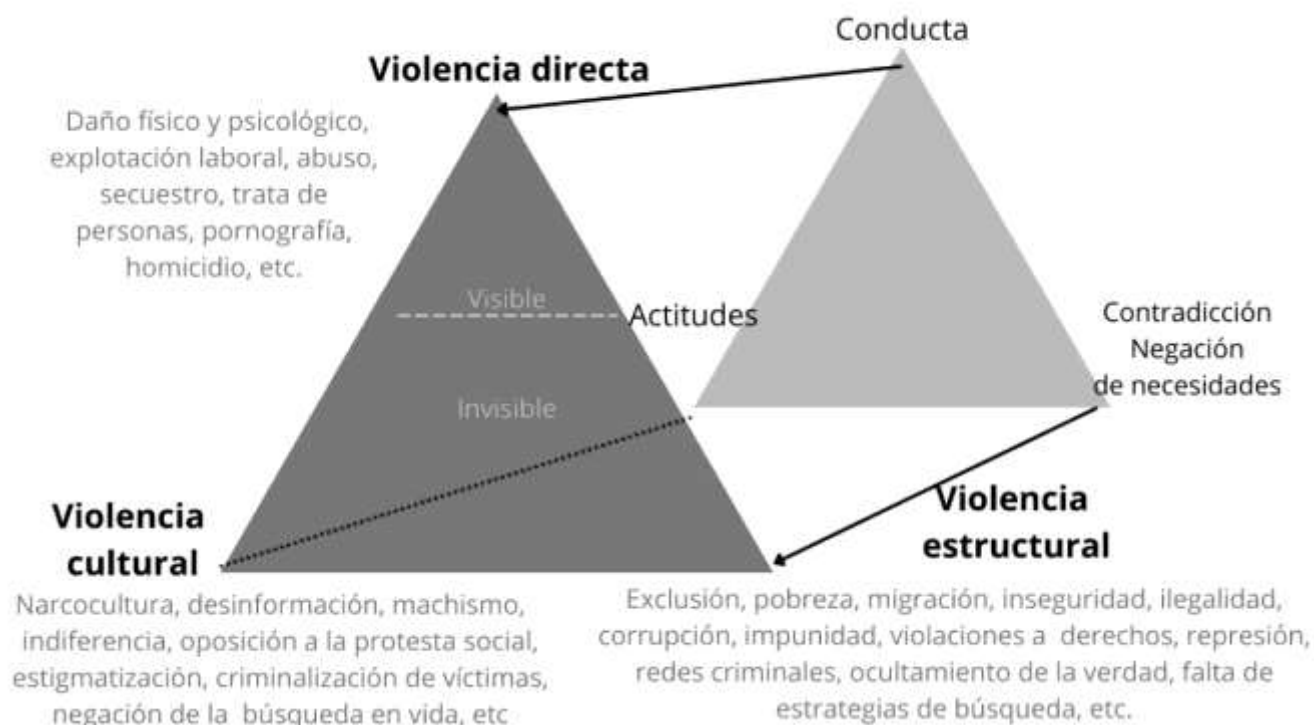 Conducta
Violencia directa
Daño físico y psicológico,
explotación laboral, abuso,
secuestro, trata de
personas, pornografía,
homicidio, etc.
Visible
Actitudes
Contradicción
Negación
de necesidades
Invisible
Violencia
cultural
Narcocultura, desinformación, machismo,
indiferencia, oposición a la protesta social,
estigmatización, criminalización de víctimas,
negación de la búsqueda en vida, etc
Violencia
estructural
Exclusión, pobreza, migración, inseguridad, ilegalidad,
corrupción, impunidad, violaciones a derechos, represión,
redes criminales, ocultamiento de la verdad, falta de
estrategias de búsqueda, etc.